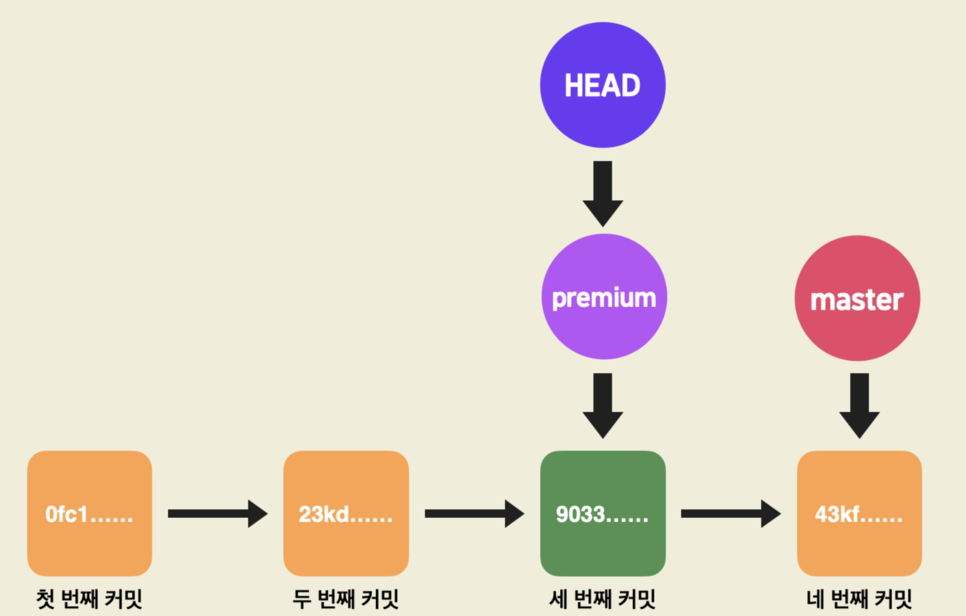 HEAD
premium
master
0fc1......
23kd......
9033......
43kf......
첫 번째 커밋
두 번째 커밋
세 번째 커밋
네 번째 커밋